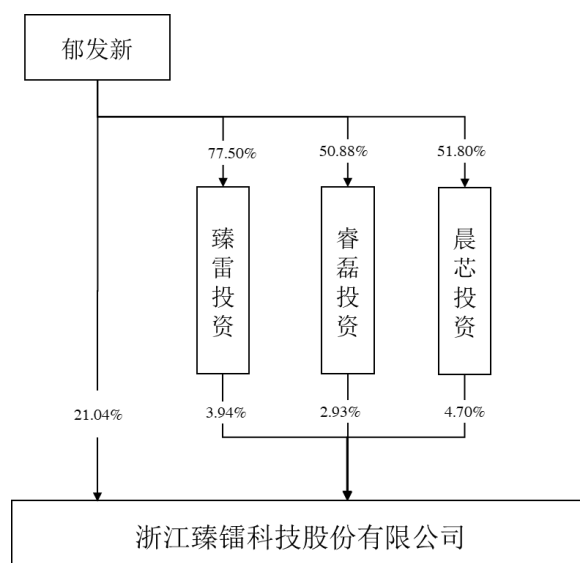 郁发新
77.50%
50.88%
51.80%
臻雷投资
睿磊投资
晨芯投资
21.04%
3.94%
2.93%
4.70%
浙江臻镭科技股份有限公司